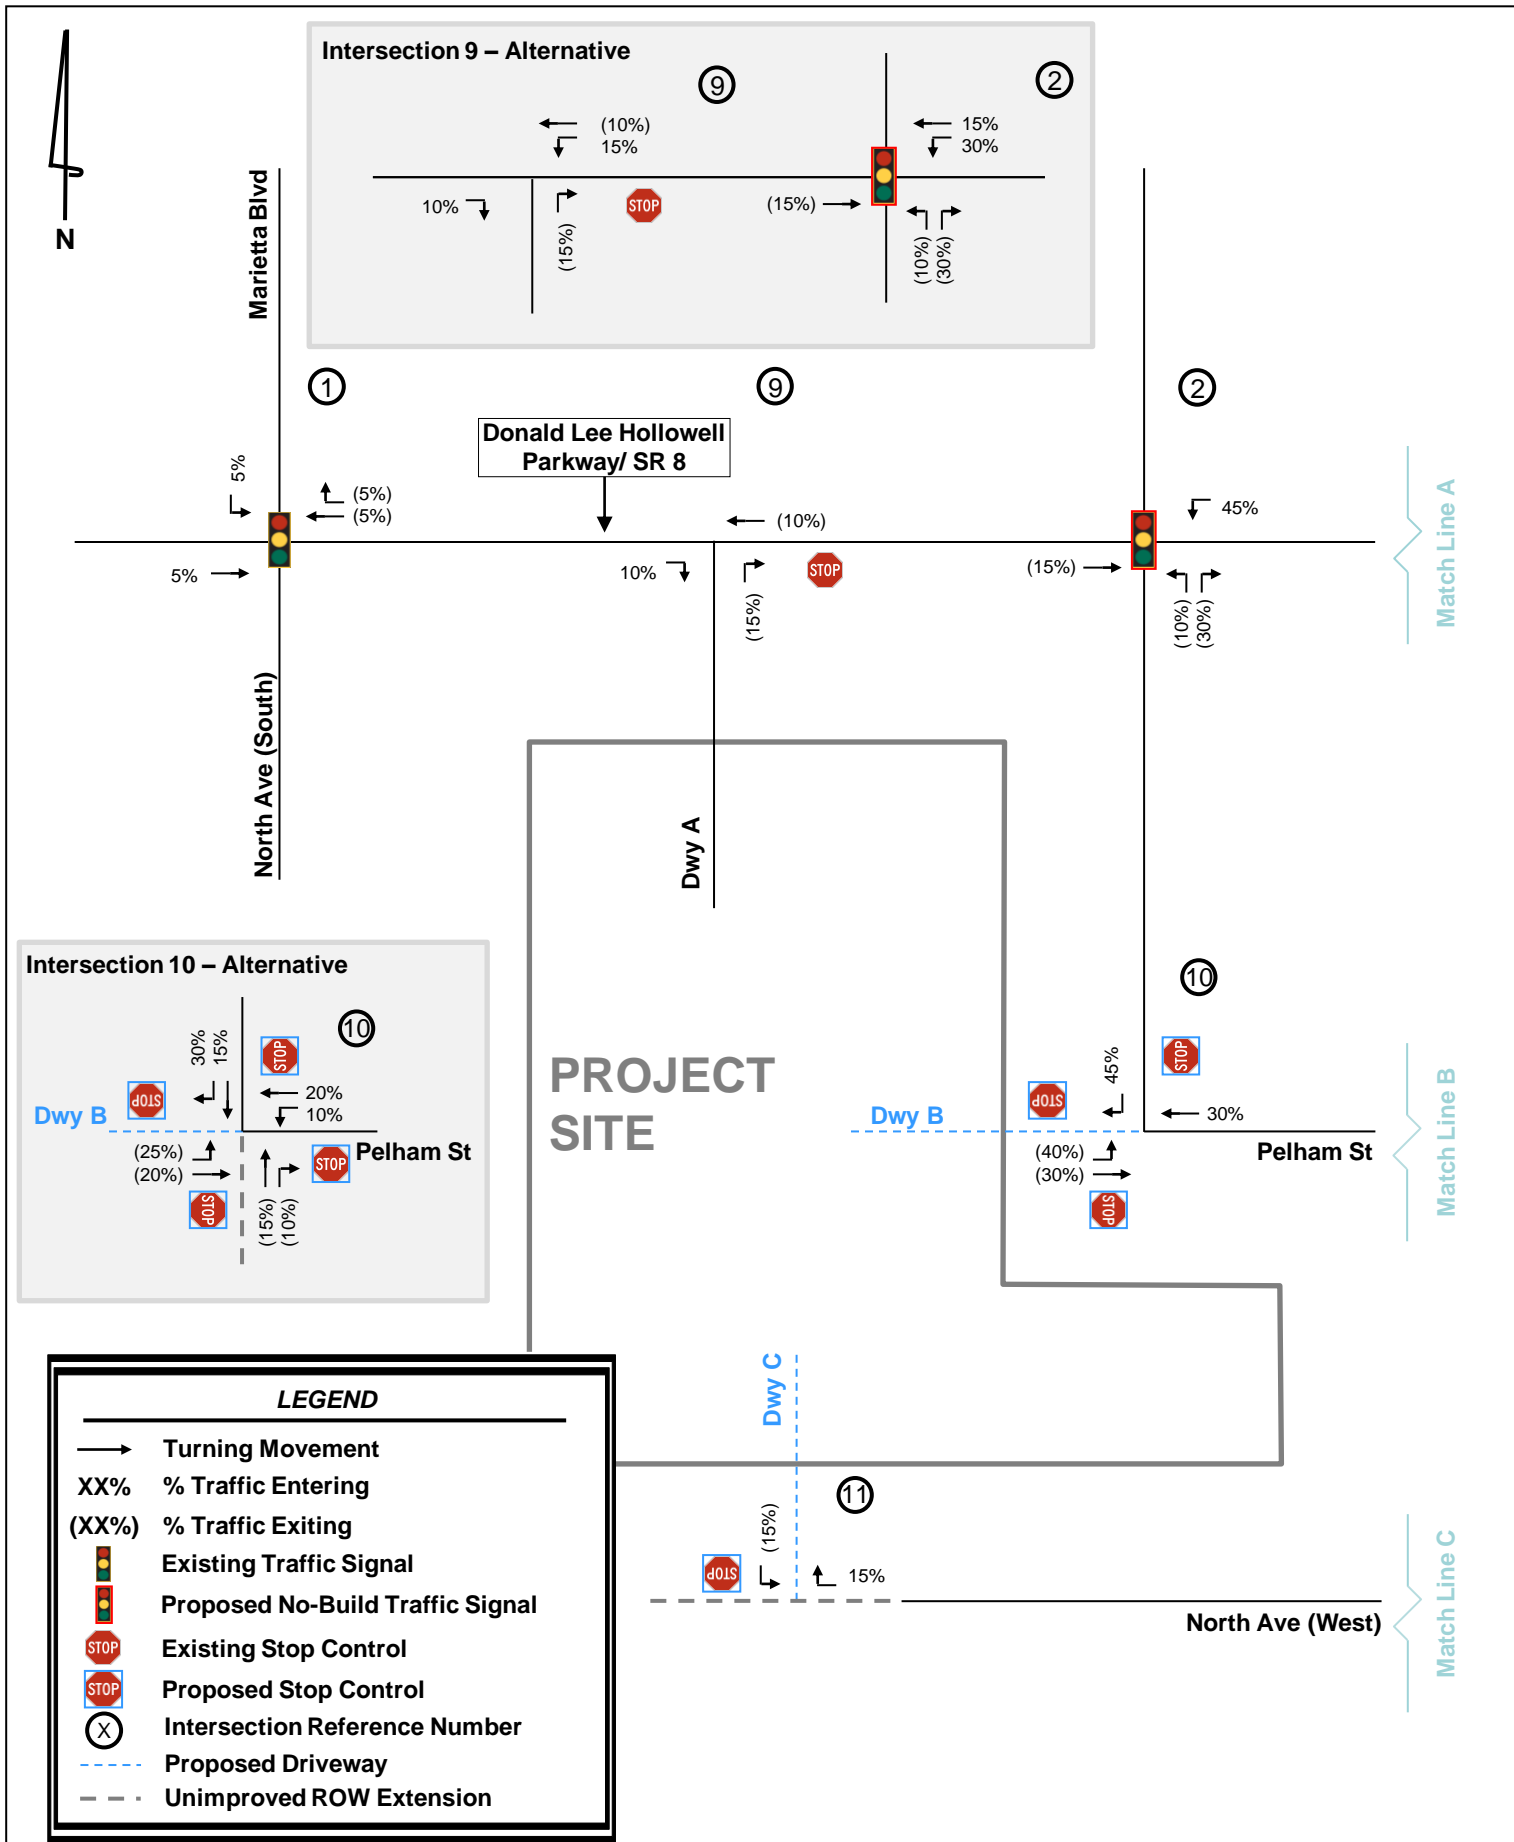 Intersection 9 – Alternative
9
2
(10%)
15%
15%
30%
10%
STOP
(15%)
(15%)
(10%)
(30%)
N
Marietta Blvd
1
9
2
Donald Lee Hollowell
Parkway/ SR 8
5%
(5%)
(5%)
5%
(10%)
10%
STOP
(15%)
45%
(15%)
(10%)
(30%)
Match Line A
North Ave (South)
Dwy A
Intersection 10 – Alternative
10
30%
15%
STOP
STOP
20%
10%
Dwy B
Pelham St
(25%)
(20%)
STOP
STOP
(15%)
(10%)
PROJECT
SITE
10
45%
STOP
STOP
30%
Dwy B
Pelham St
(40%)
(30%)
STOP
Match Line B
Dwy C
11
(15%)
STOP
15%
North Ave (West)
Match Line C
LEGEND
Turning Movement
XX% % Traffic Entering
(XX%) % Traffic Exiting
Existing Traffic Signal
Proposed No-Build Traffic Signal
STOP Existing Stop Control
STOP Proposed Stop Control
X Intersection Reference Number
Proposed Driveway
Unimproved ROW Extension